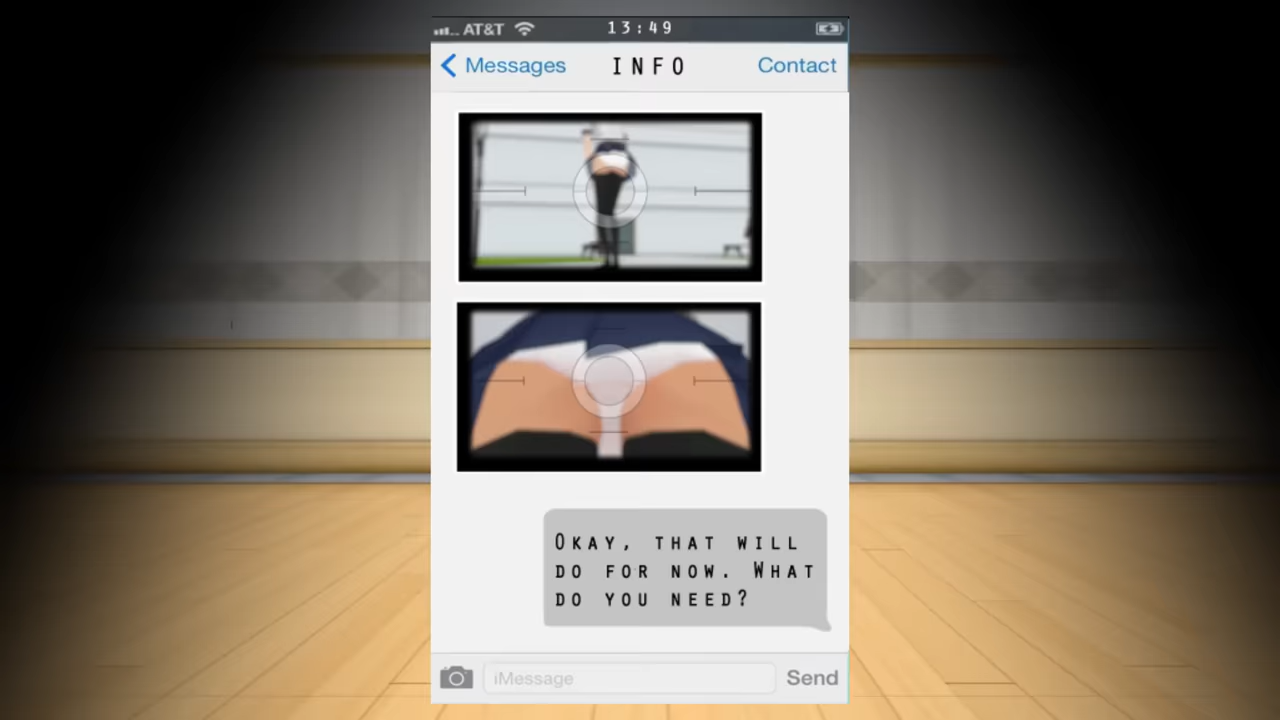 AT&T
13:49
Messages
INFO
Contact
Okay, that will
do for now. What
do you need?
iMessage
Send